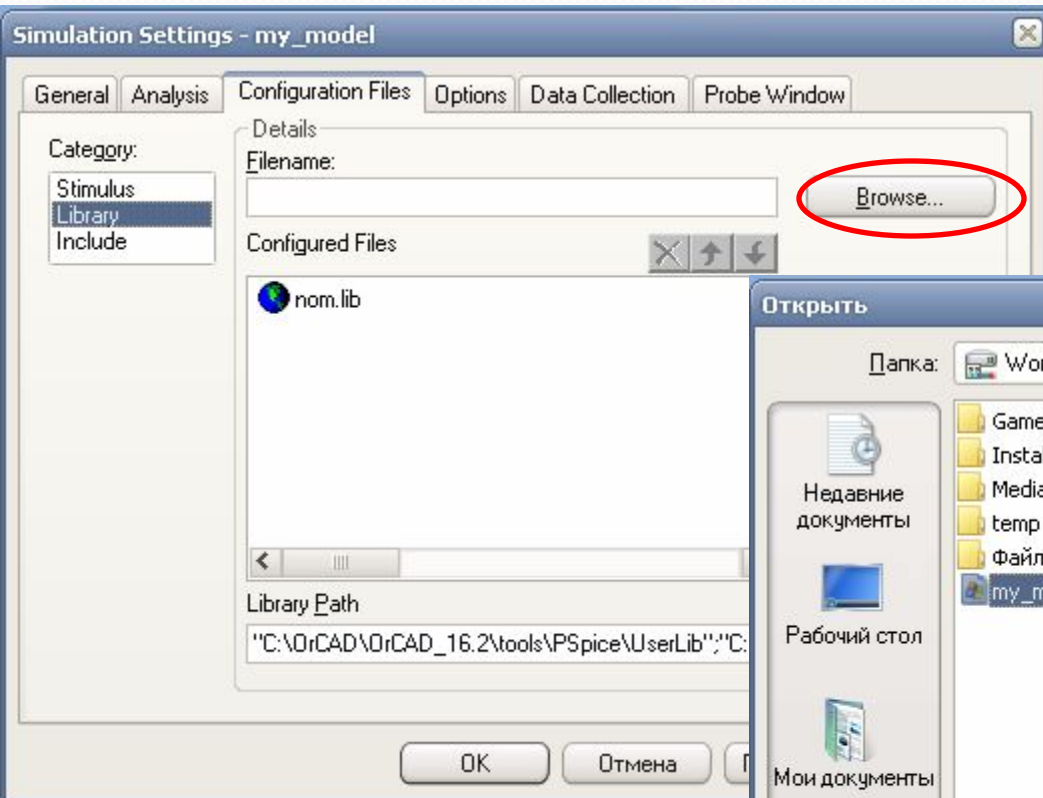 Simulation Settings - my_model
General Analysis Configuration Files Options Data Collection Probe Window
Category:
Stimulus
Library
Include
Details
Filename:
Browse...
Configured Files
nom.lib
Library Path
"C:\OrCAD\OrCAD_16.2\tools\PSpice\UserLib";"C:
OK Отмена
Открыть
Папка:
Недавние
документы
Рабочий стол
Мои документы
temp